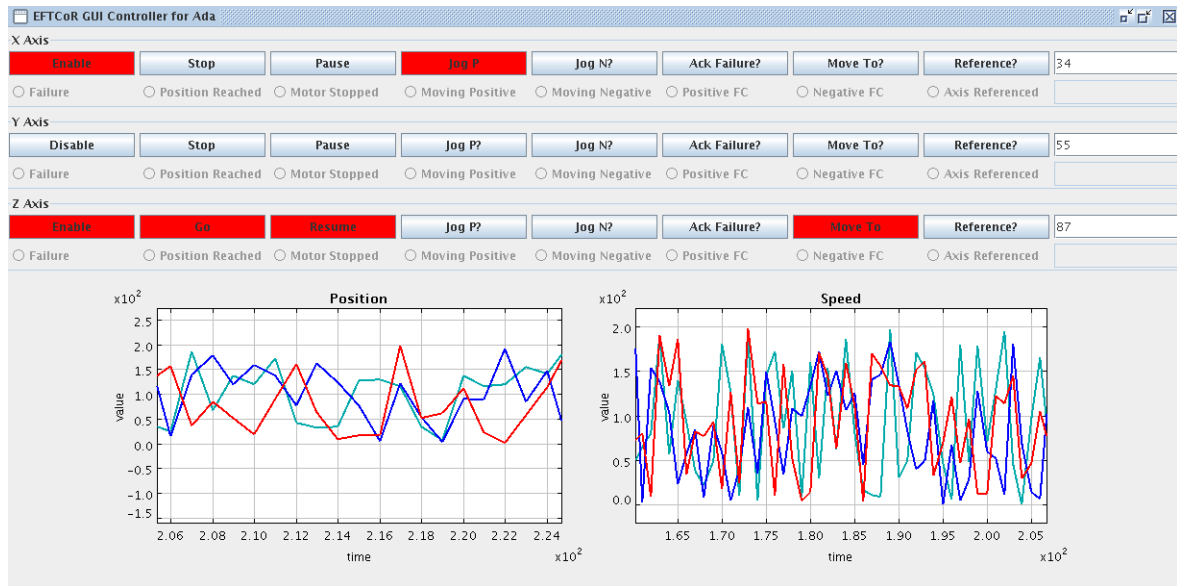 EFTCoR GUI Controller for Ada
X Axis
Enable Stop Pause Jog P Jog N? Ack Failure? Move To? Reference? 34
Failure Position Reached Motor Stopped Moving Positive Moving Negative Positive FC Negative FC Axis Referenced
Y Axis
Disable Stop Pause Jog P? Jog N? Ack Failure? Move To? Reference? 55
Failure Position Reached Motor Stopped Moving Positive Moving Negative Positive FC Negative FC Axis Referenced
Z Axis
Enable Go Resume Jog P? Jog N? Ack Failure? Move To Reference? 87
Failure Position Reached Motor Stopped Moving Positive Moving Negative Positive FC Negative FC Axis Referenced
x10² Position
2.5
2.0
1.5
1.0
0.5
0.0
-0.5
-1.0
-1.5
value
2.06 2.08 2.10 2.12 2.14 2.16 2.18 2.20 2.22 2.24
time x10²
x10² Speed
2.0
1.5
1.0
0.5
0.0
value
1.65 1.70 1.75 1.80 1.85 1.90 1.95 2.00 2.05
time x10²